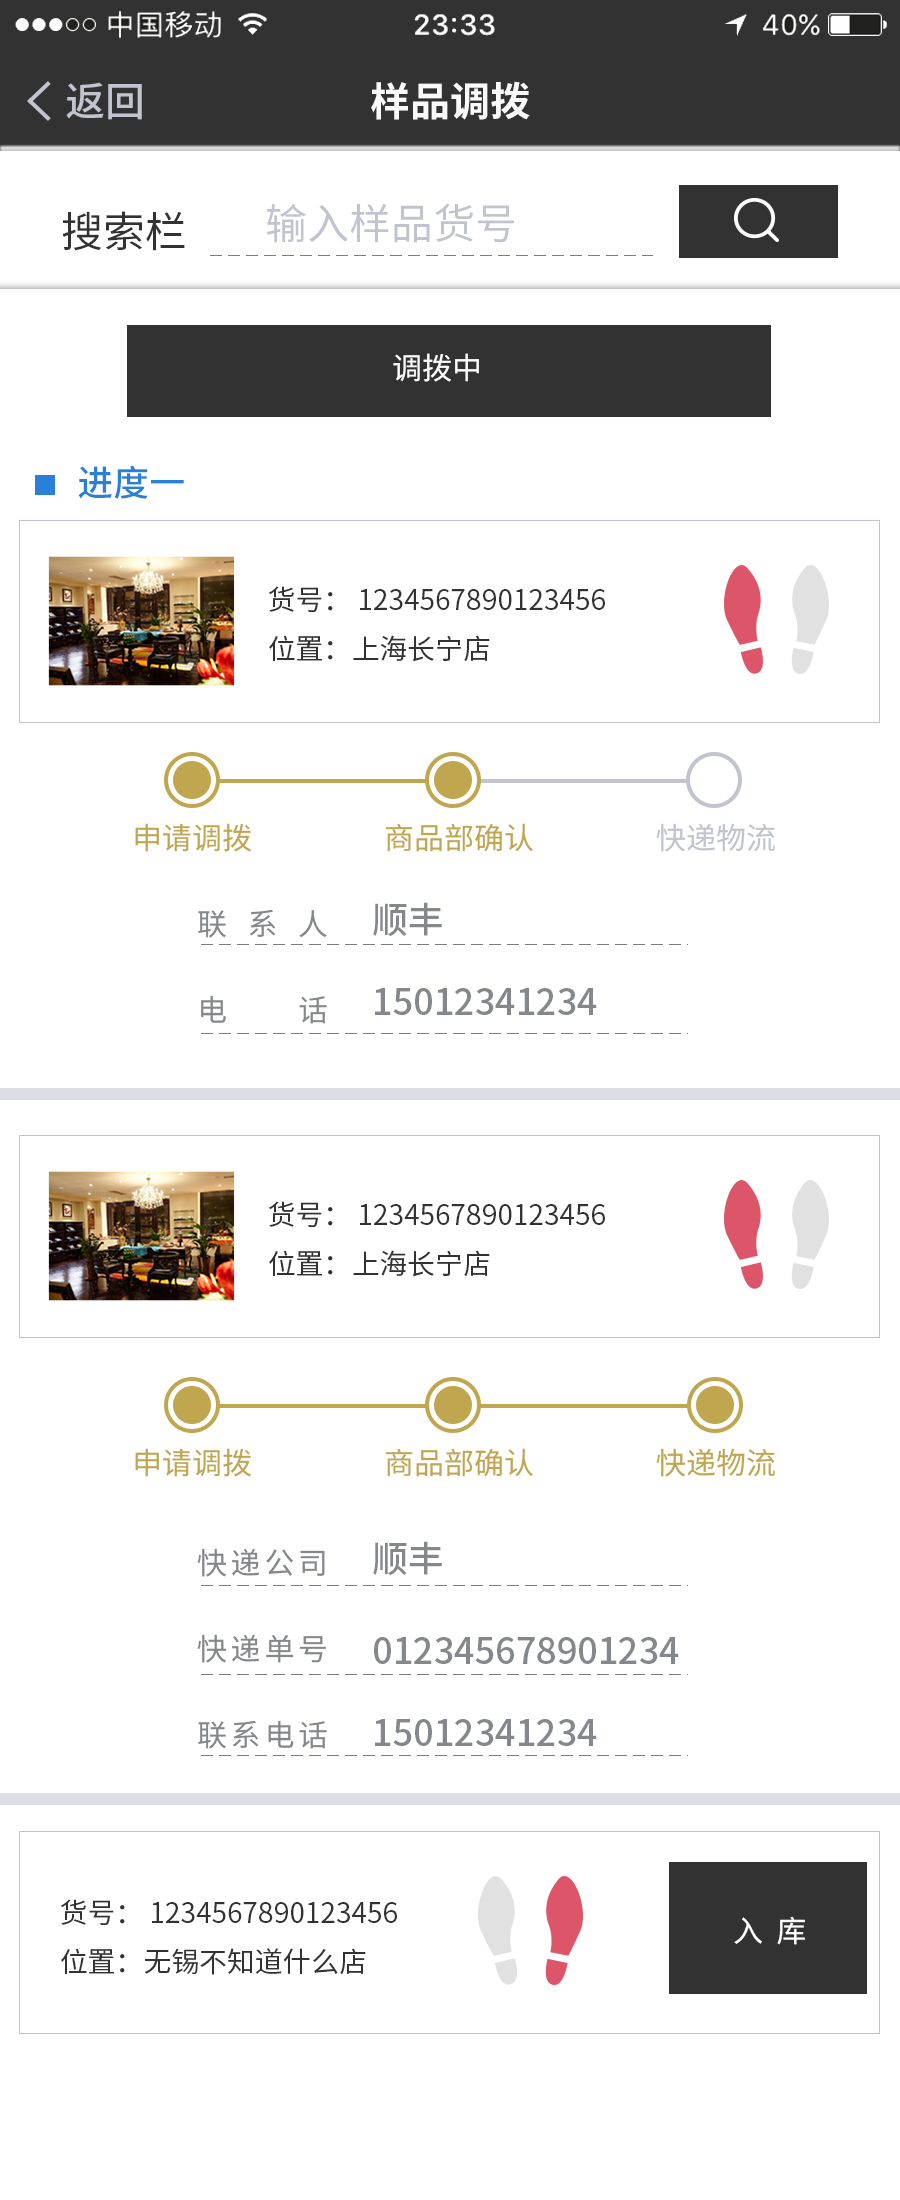 中国移动 23:33 40%
返回 样品调拨
搜索栏 输入样品货号
调拨中
进度一
货号： 1234567890123456
位置：上海长宁店
申请调拨 商品部确认 快递物流
联系人 顺丰
电话 15012341234
货号： 1234567890123456
位置：上海长宁店
申请调拨 商品部确认 快递物流
快递公司 顺丰
快递单号 012345678901234
联系电话 15012341234
货号： 1234567890123456
位置：无锡不知道什么店
入 库